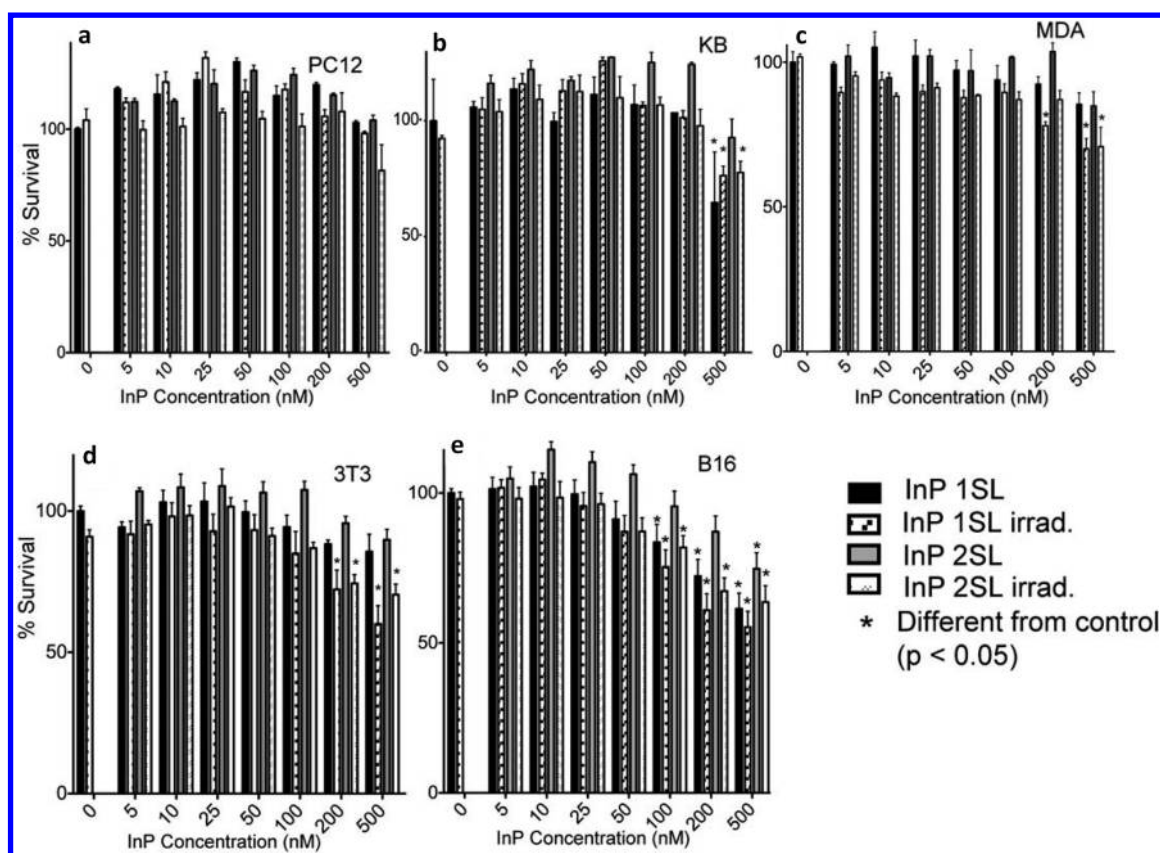 a
PC12
% Survival
100
50
0
0 5 10 25 50 100 200 500
InP Concentration (nM)
b
KB
100
50
0
0 5 10 25 50 100 200 500
* * *
InP Concentration (nM)
c
MDA
100
50
0
0 5 10 25 50 100 200 500
* * *
InP Concentration (nM)
d
3T3
% Survival
100
50
0
0 5 10 25 50 100 200 500
* * * *
InP Concentration (nM)
e
B16
100
50
0
0 5 10 25 50 100 200 500
* * * * * * * * * *
InP Concentration (nM)
InP 1SL
InP 1SL irrad.
InP 2SL
InP 2SL irrad.
* Different from control
(p < 0.05)